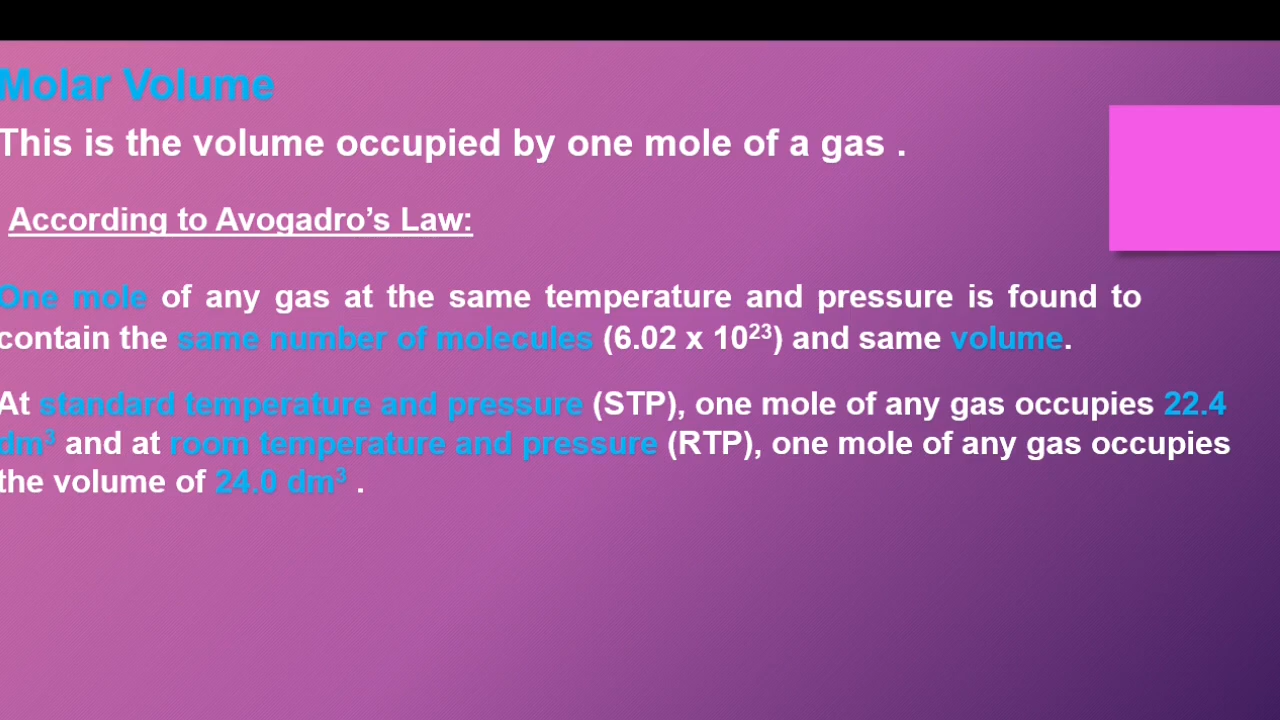 Molar Volume
This is the volume occupied by one mole of a gas .
According to Avogadro’s Law:
One mole of any gas at the same temperature and pressure is found to
contain the same number of molecules (6.02 x 10²³) and same volume.
At standard temperature and pressure (STP), one mole of any gas occupies 22.4
dm³ and at room temperature and pressure (RTP), one mole of any gas occupies
the volume of 24.0 dm³ .